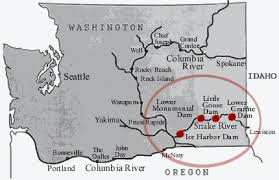 WASHINGTON
Chief
Joseph
Grand
Coulee
Well
Columbia
River
Spokane
IDAHO
Seattle
Rocky Reach
Rock Island
Lower
Monumental
Dam
Little
Goose
Dam
Lower
Granite
Dam
Wanapum
Priest Rapids
Yakima
Snake River
Lewiston
Ice Harbor Dam
McNary
Bonneville
The
Dalles
John
Day
Portland
Columbia River
OREGON